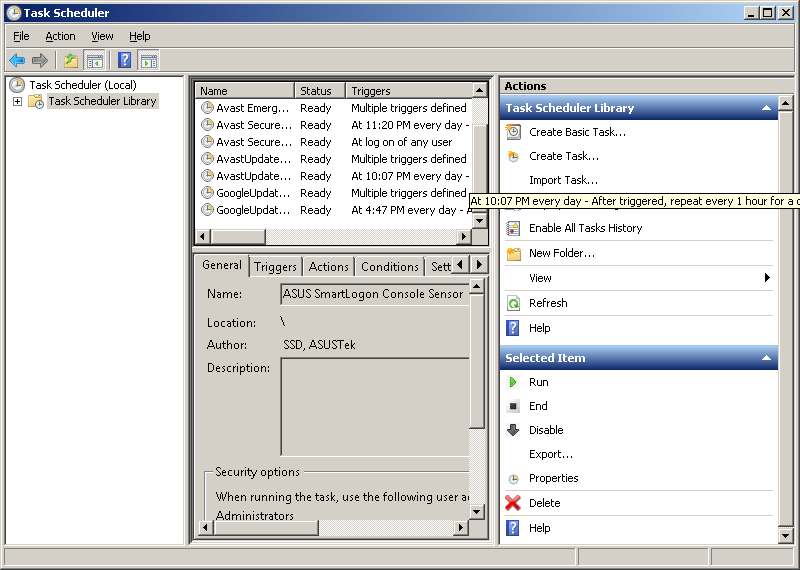 Task Scheduler
File Action View Help
Task Scheduler (Local)
Task Scheduler Library
Name Status Triggers
Avast Emerg... Ready Multiple triggers defined
Avast Secure... Ready At 11:20 PM every day -
Avast Secure... Ready At log on of any user
AvastUpdate... Ready Multiple triggers defined
AvastUpdate... Ready At 10:07 PM every day -
GoogleUpdat... Ready Multiple triggers defined
GoogleUpdat... Ready At 4:47 PM every day -
At 10:07 PM every day - After triggered, repeat every 1 hour for a
General Triggers Actions Conditions Sett
Name: ASUS SmartLogon Console Sensor
Location: \
Author: SSD, ASUSTek
Description:
Security options
When running the task, use the following user
Administrators
Actions
Task Scheduler Library
Create Basic Task...
Create Task...
Import Task...
Enable All Tasks History
New Folder...
View
Refresh
Help
Selected Item
Run
End
Disable
Export...
Properties
Delete
Help